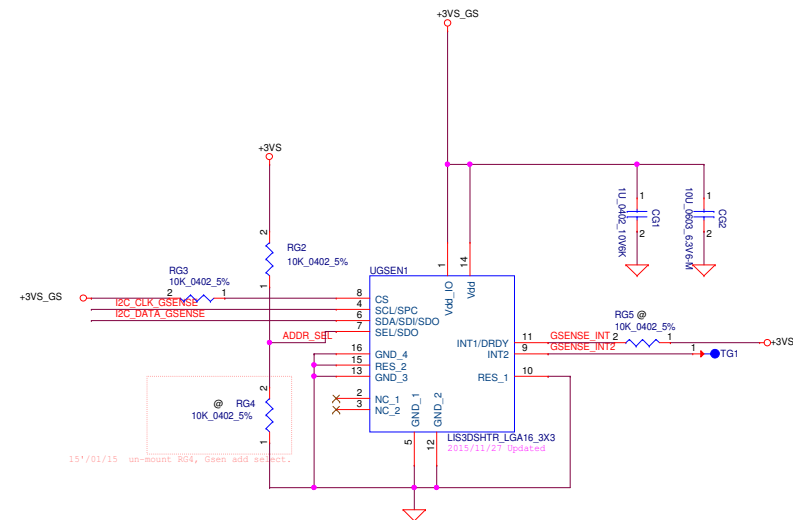 +3VS_GS
+3VS
RG2
10K_0402_5%
2
1
1U_0402_10V6K
CG1
1
2
10U_0603_6.3V6-M
CG2
1
2
RG3
10K_0402_5%
+3VS_GS
2
1
I2C_CLK_GSENSE
I2C_DATA_GSENSE
ADDR_SEL
UGSEN1
1
14
VDD_IO
VDD
8
CS
4
SCL/SPC
6
SDA/SDI/SDO
7
SEL/SDO
16
GND_4
15
RES_2
13
GND_3
2
NC_1
3
NC_2
GND_1
GND_2
5
12
INT1/DRDY
11
GSENSE_INT
INT2
9
GSENSE_INT2
RES_1
10
RG5 @
10K_0402_5%
2
1
+3VS
1
TG1
LIS3DSHTR_LGA16_3X3
2015/11/27 Updated
2
@ RG4
10K_0402_5%
1
15'/01/15 un-mount RG4, Gsen add select.